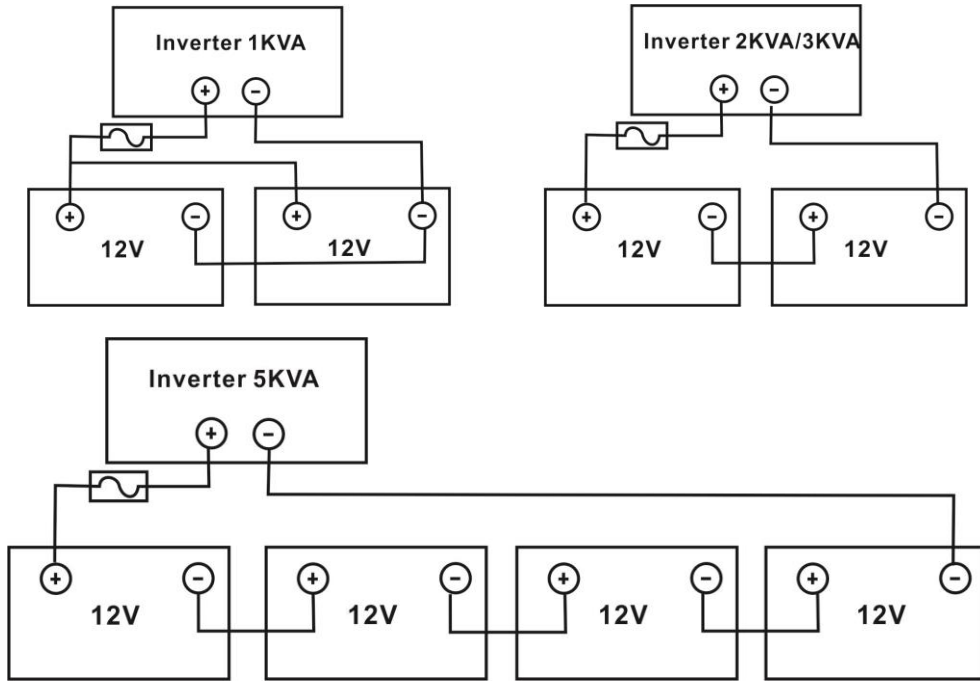 Inverter 1KVA
+ −
+ − + −
12V 12V
Inverter 2KVA/3KVA
+ −
+ − + −
12V 12V
Inverter 5KVA
+ −
+ − + − + − + −
12V 12V 12V 12V